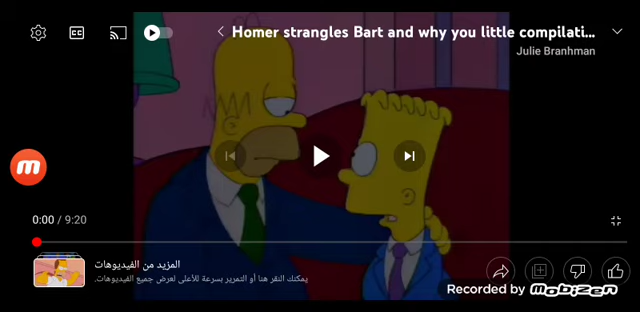 Homer strangles Bart and why you little compilati...
Julie Branhman
0:00 / 9:20
المزيد من الفيديوهات
يمكنك النقر هنا أو التمرير بسرعة للأعلى لعرض جميع الفيديوهات.
Recorded by Mobizen